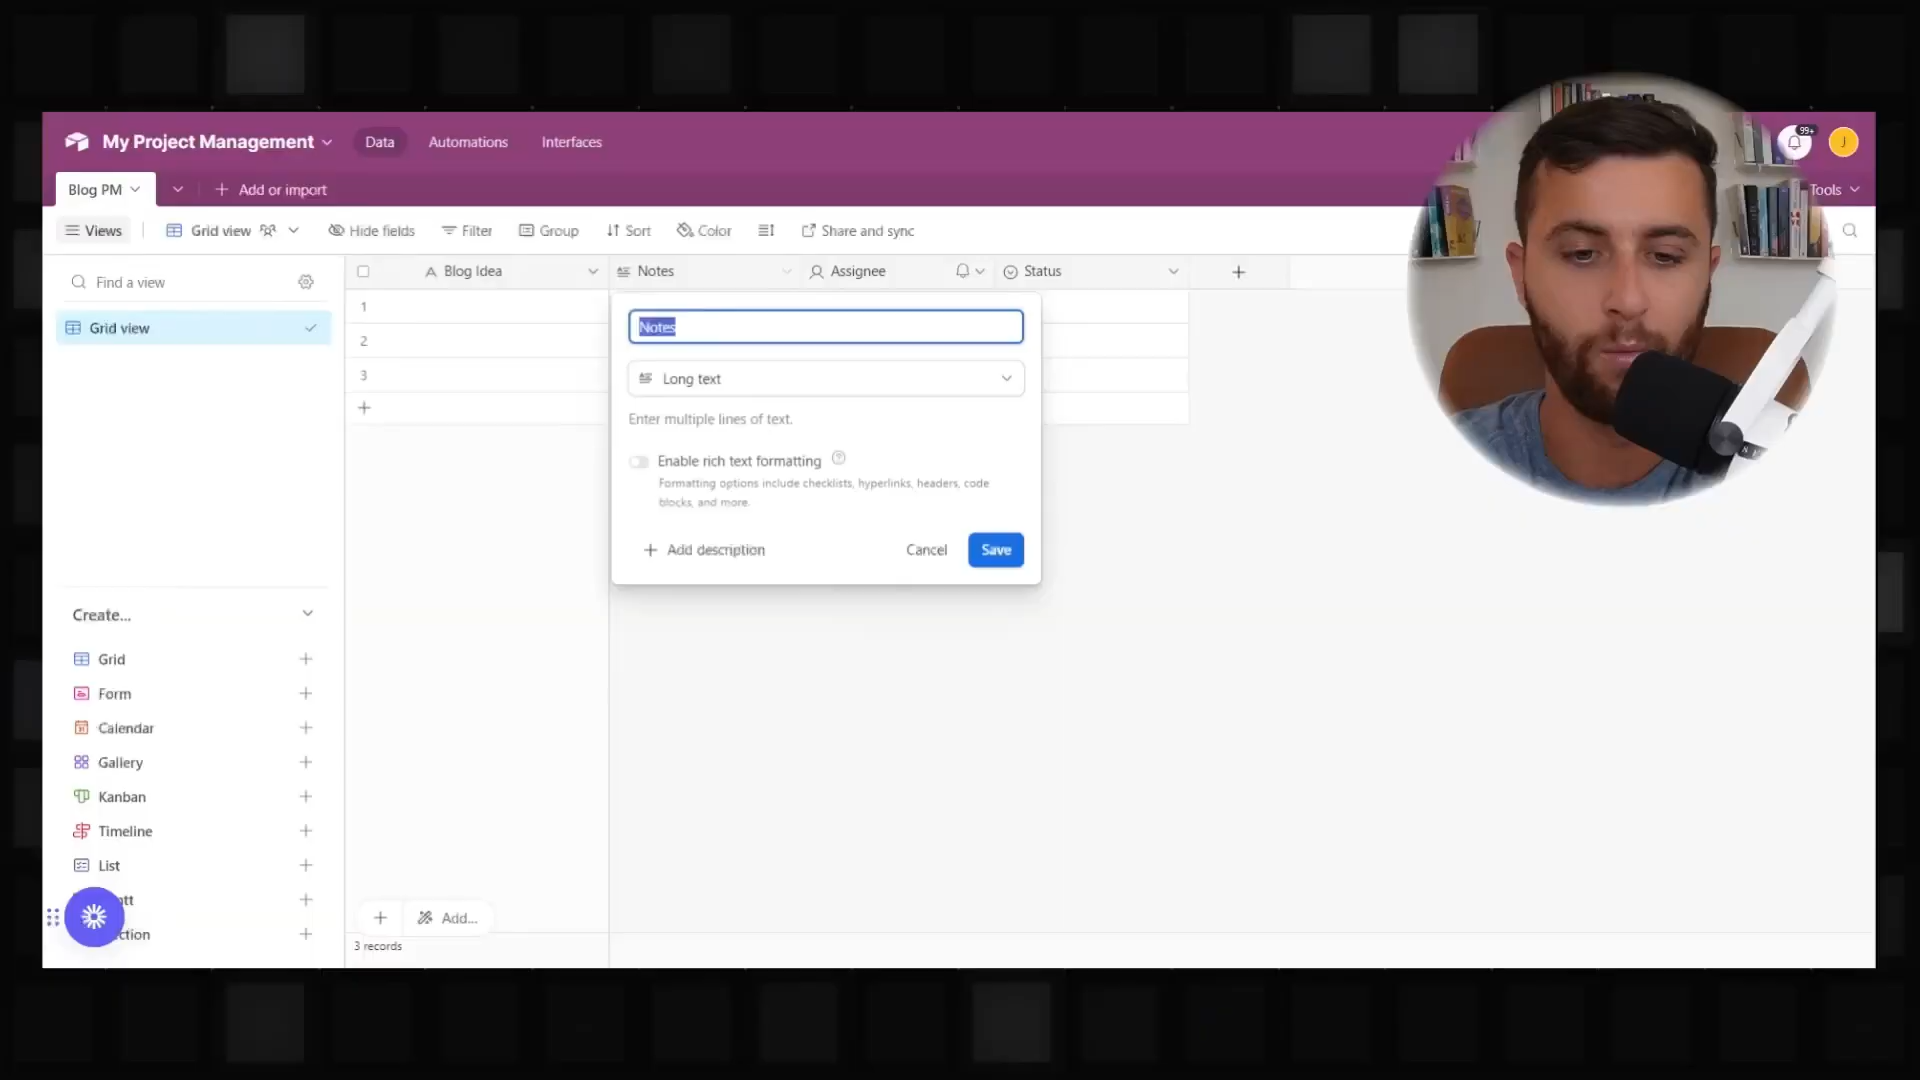 My Project Management
Data
Automations
Interfaces
99+
J
Blog PM
Add or import
Tools
Views
Grid view
Hide fields
Filter
Group
Sort
Color
Share and sync
Find a view
Grid view
Blog Idea
Notes
Assignee
Status
1
2
3
Notes
Long text
Enter multiple lines of text.
Enable rich text formatting
Formatting options include checklists, hyperlinks, headers, code
blocks, and more.
Add description
Cancel
Save
Create...
Grid
Form
Calendar
Gallery
Kanban
Timeline
List
tt
ction
Add...
3 records